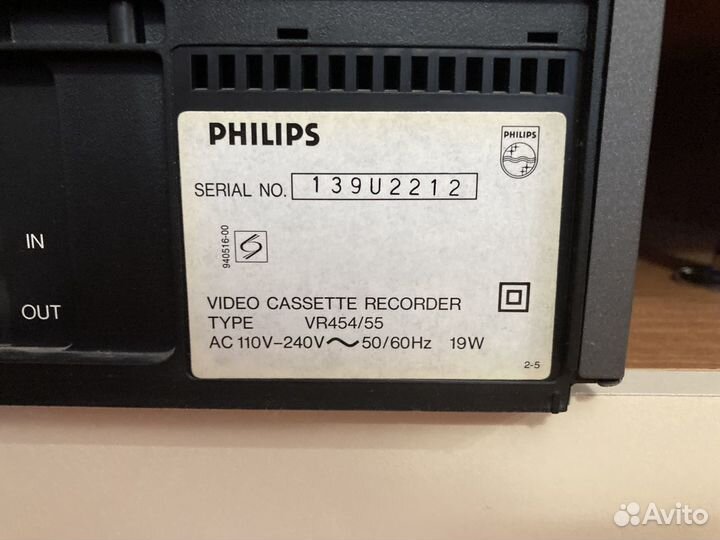 PHILIPS
PHILIPS
SERIAL NO. 139U2212
940516-00
S
IN
OUT
VIDEO CASSETTE RECORDER
TYPE VR454/55
AC 110V-240V~50/60Hz 19W
2-5
Avito